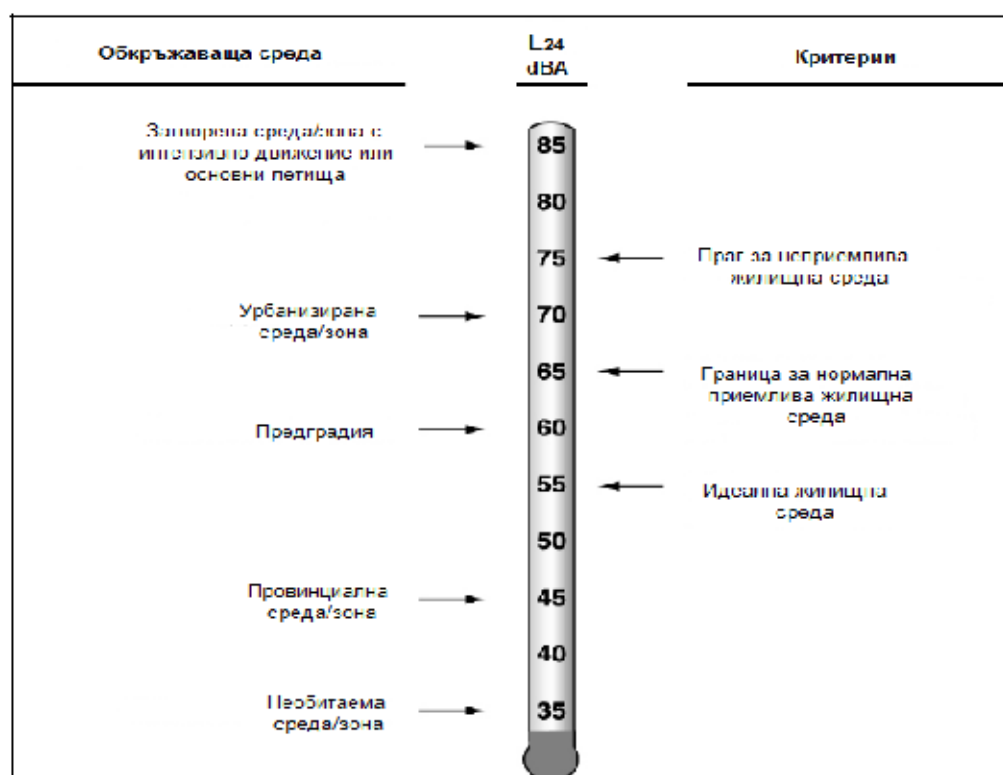 Обкръжаваща среда
L24
dBA
Критерии
Затворена среда/зона с
интензивно движение или
основни летища
85
80
75
Праг за неприемлива
жилищна среда
Урбанизирана
среда/зона
70
65
Граница за нормална
приемлива жилищна
среда
Предградия
60
55
Идеална жилищна
среда
50
Провинциална
среда/зона
45
40
Необитаема
среда/зона
35